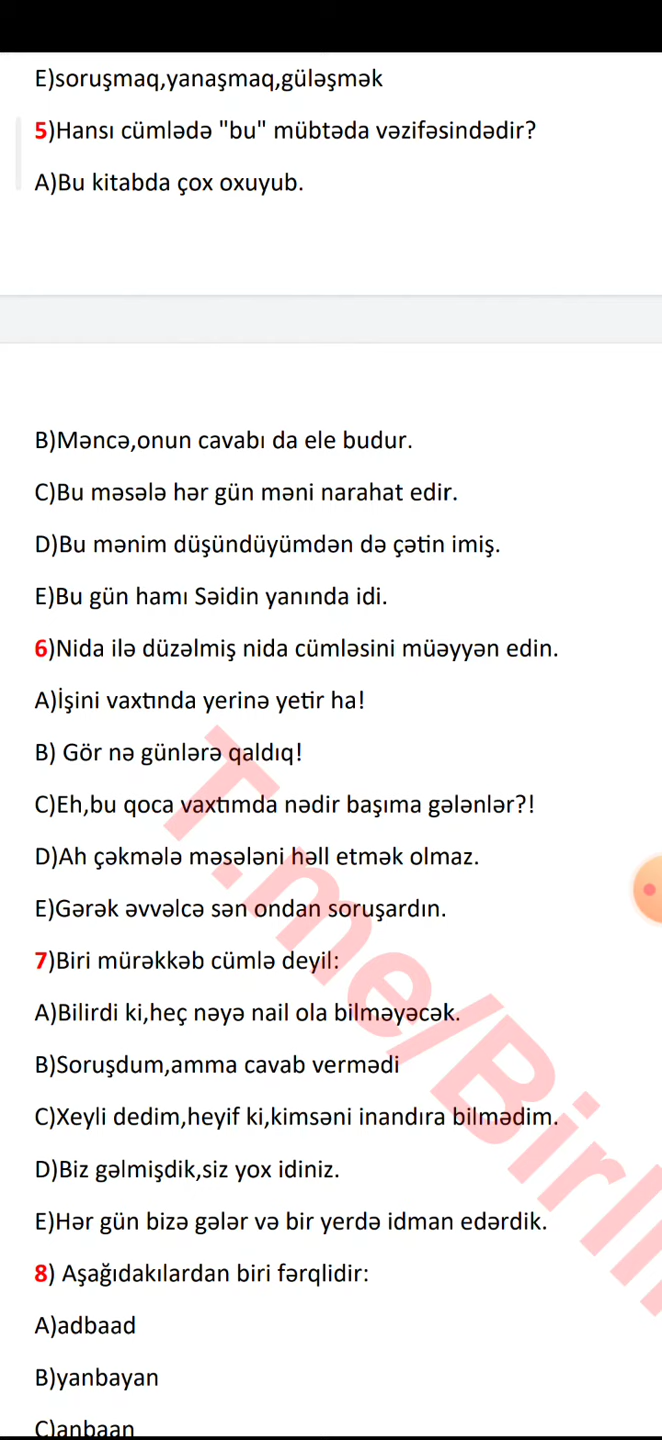 E)soruşmaq,yanaşmaq,güləşmək
5)Hansı cümlədə "bu" mübtəda vəzifəsindədir?
A)Bu kitabda çox oxuyub.
B)Məncə,onun cavabı da ele budur.
C)Bu məsələ hər gün məni narahat edir.
D)Bu mənim düşündüyümdən də çətin imiş.
E)Bu gün hamı Səidin yanında idi.
6)Nida ilə düzəlmiş nida cümləsini müəyyən edin.
A)İşini vaxtında yerinə yetir ha!
B) Gör nə günlərə qaldıq!
C)Eh,bu qoca vaxtımda nədir başıma gələnlər?!
D)Ah çəkmələ məsələni həll etmək olmaz.
E)Gərək əvvəlcə sən ondan soruşardın.
7)Biri mürəkkəb cümlə deyil:
A)Bilirdi ki,heç nəyə nail ola bilməyəcək.
B)Soruşdum,amma cavab vermədi
C)Xeyli dedim,heyif ki,kimsəni inandıra bilmədim.
D)Biz gəlmişdik,siz yox idiniz.
E)Hər gün bizə gələr və bir yerdə idman edərdik.
8) Aşağıdakılardan biri fərqlidir:
A)adbaad
B)yanbayan
C)anbaan
T.me/Birli